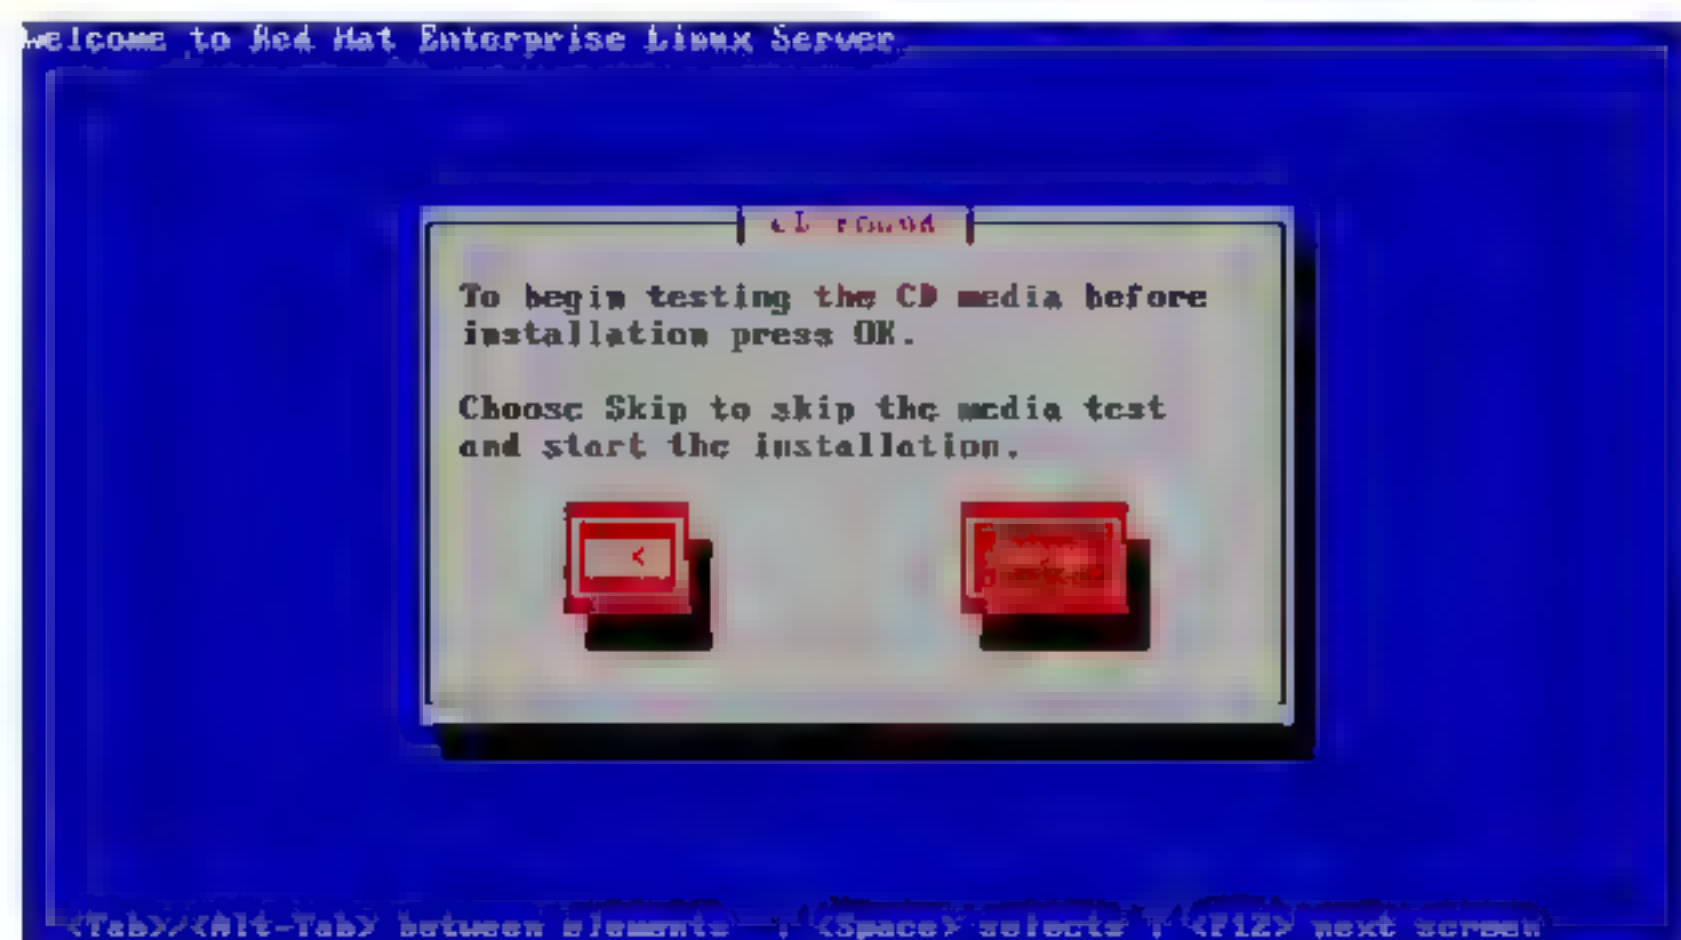 Welcome to Red Hat Enterprise Linux Server
To begin testing the CD media before
installation press OK.
Choose Skip to skip the media test
and start the installation.
<Tab>/<Alt-Tab> between elements | <Space> selects | <F12> next screen